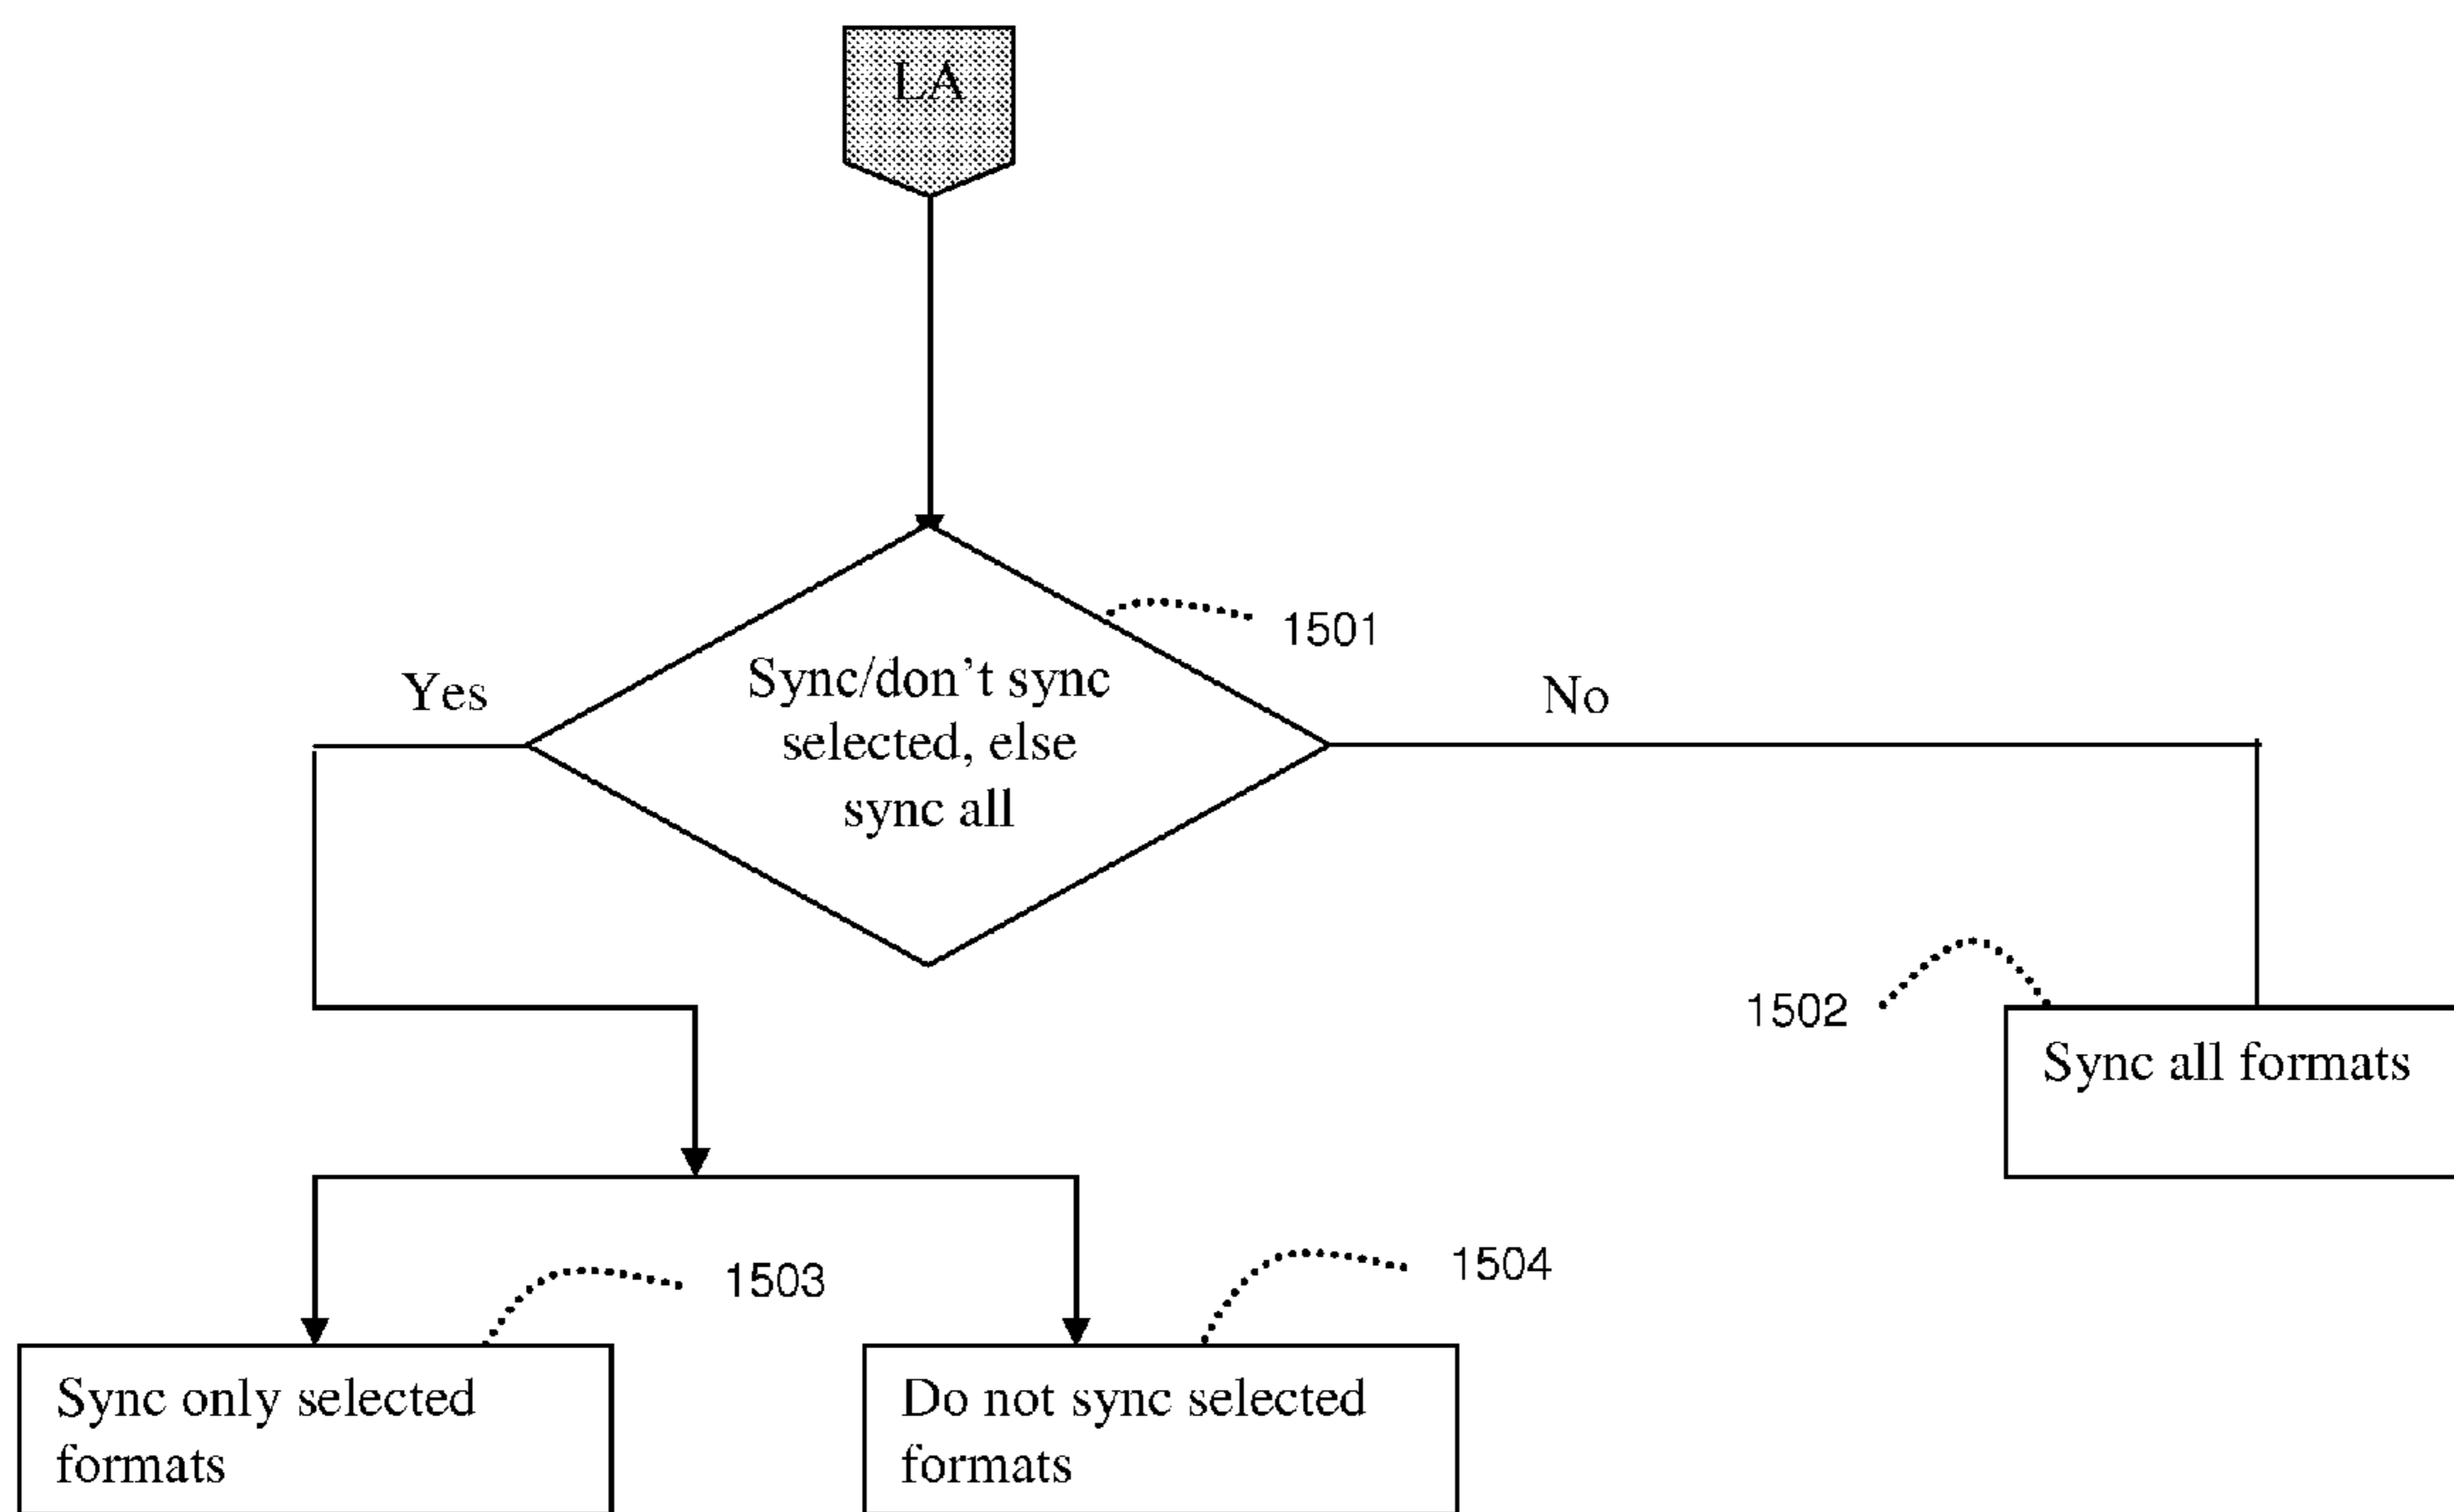 LA
1501
Sync/don't sync
selected, else
sync all
Yes
No
1502
Sync all formats
1503
1504
Sync only selected
formats
Do not sync selected
formats